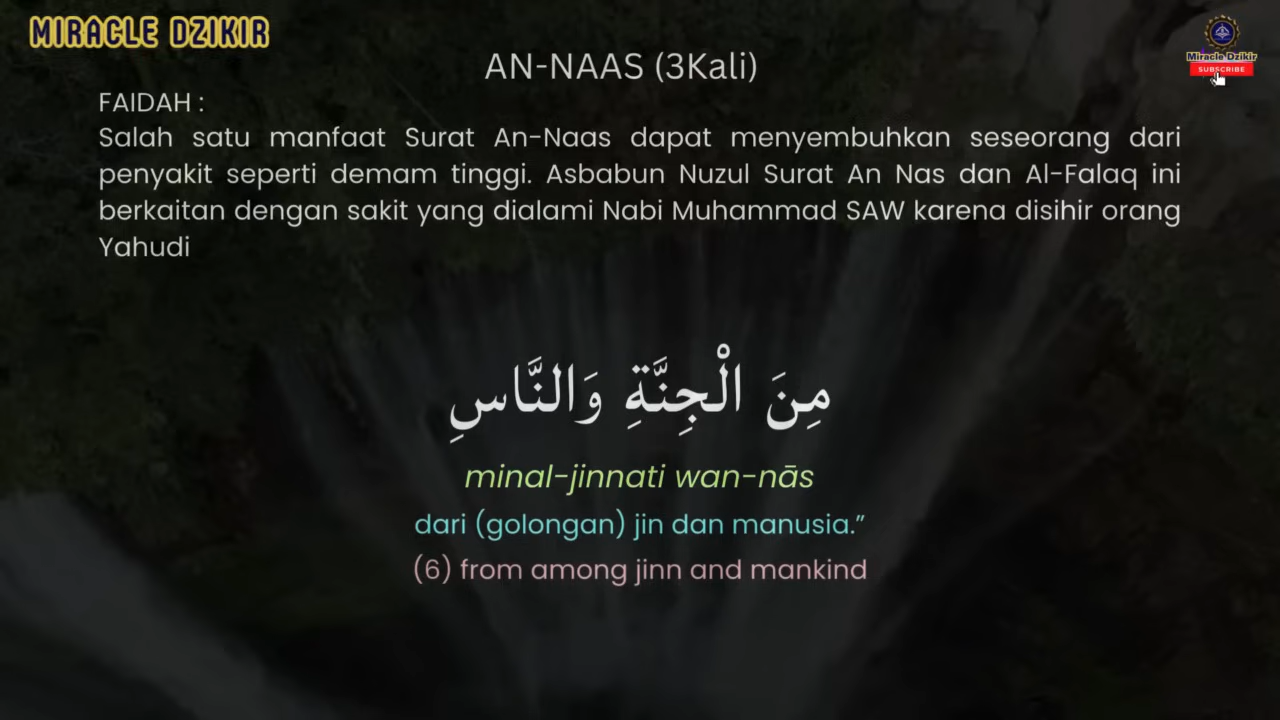 MIRACLE DZIKIR
Miracle Dzikir
SUBSCRIBE
AN-NAAS (3Kali)
FAIDAH :
Salah satu manfaat Surat An-Naas dapat menyembuhkan seseorang dari
penyakit seperti demam tinggi. Asbabun Nuzul Surat An Nas dan Al-Falaq ini
berkaitan dengan sakit yang dialami Nabi Muhammad SAW karena disihir orang
Yahudi
مِنَ الْجِنَّةِ وَالنَّاسِ
minal-jinnati wan-nās
dari (golongan) jin dan manusia.”
(6) from among jinn and mankind